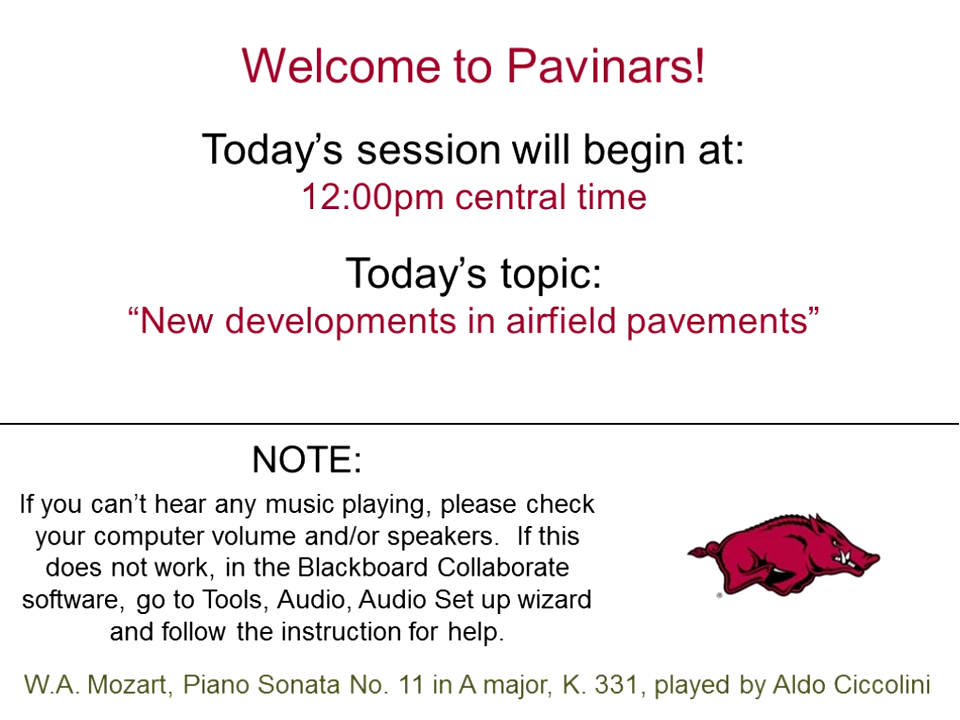 Welcome to Pavinars!
Today’s session will begin at:
12:00pm central time
Today’s topic:
“New developments in airfield pavements”
NOTE:
If you can’t hear any music playing, please check
your computer volume and/or speakers.  If this
does not work, in the Blackboard Collaborate
software, go to Tools, Audio, Audio Set up wizard
and follow the instruction for help.
®
W.A. Mozart, Piano Sonata No. 11 in A major, K. 331, played by Aldo Ciccolini